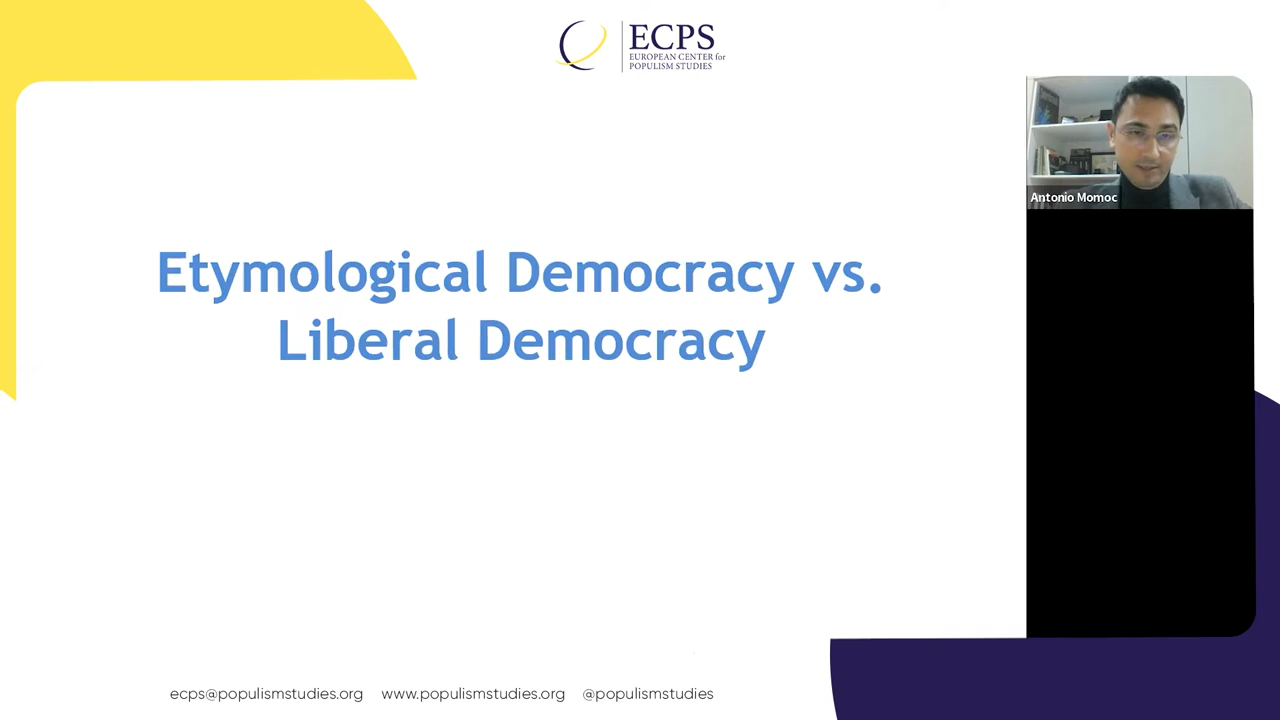 ECPS
EUROPEAN CENTER for
POPULISM STUDIES
Antonio Momoc
Etymological Democracy vs.
Liberal Democracy
ecps@populismstudies.org www.populismstudies.org @populismstudies